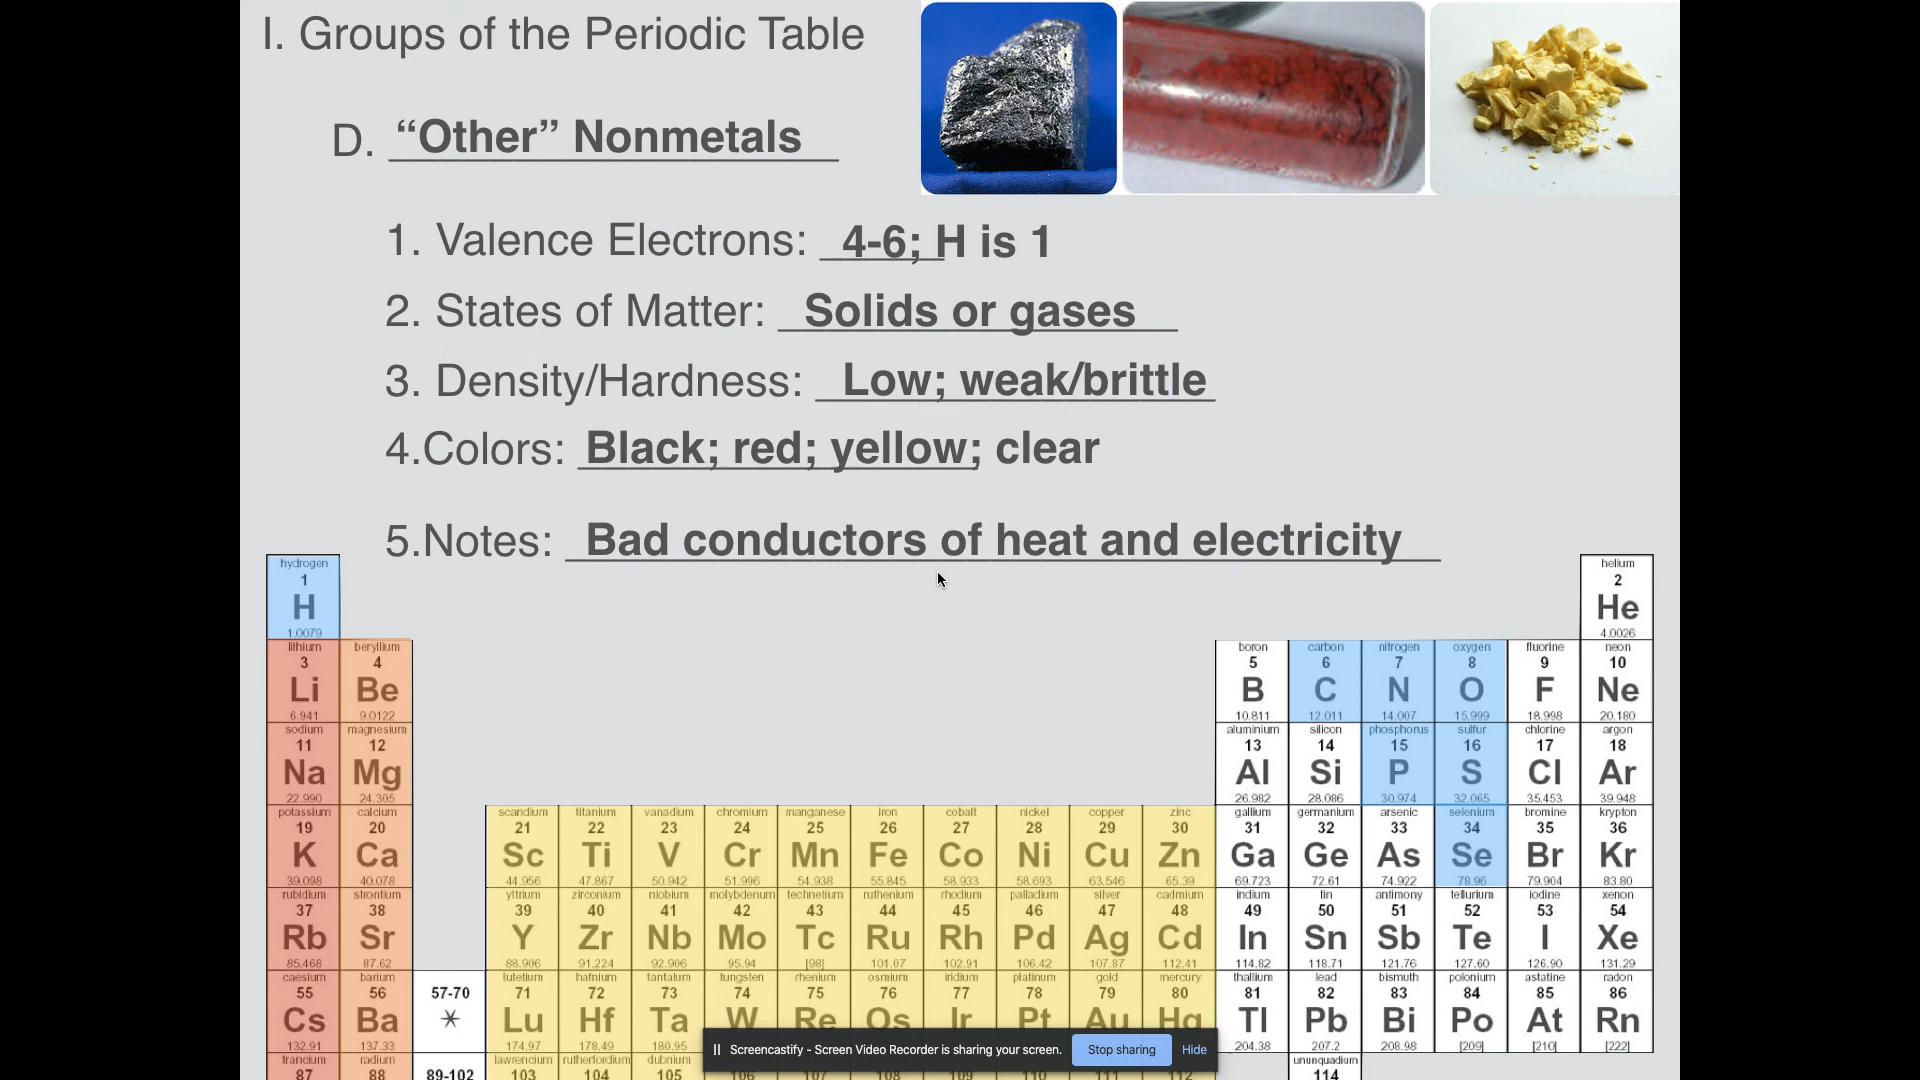 I. Groups of the Periodic Table
D. “Other” Nonmetals
1. Valence Electrons: 4-6; H is 1
2. States of Matter: Solids or gases
3. Density/Hardness: Low; weak/brittle
4.Colors: Black; red; yellow; clear
5.Notes: Bad conductors of heat and electricity
hydrogen helium
1 2
H He
1.0079 4.0026
lithium beryllium boron carbon nitrogen oxygen fluorine neon
3 4 5 6 7 8 9 10
Li Be B C N O F Ne
6.941 9.0122 10.811 12.011 14.007 15.999 18.998 20.180
sodium magnesium aluminium silicon phosphorus sulfur chlorine argon
11 12 13 14 15 16 17 18
Na Mg Al Si P S Cl Ar
22.990 24.305 26.982 28.086 30.974 32.065 35.453 39.948
potassium calcium scandium titanium vanadium chromium manganese iron cobalt nickel copper zinc gallium germanium arsenic selenium bromine krypton
19 20 21 22 23 24 25 26 27 28 29 30 31 32 33 34 35 36
K Ca Sc Ti V Cr Mn Fe Co Ni Cu Zn Ga Ge As Se Br Kr
39.098 40.078 44.956 47.867 50.942 51.996 54.938 55.845 58.933 58.693 63.546 65.39 69.723 72.61 74.922 78.96 79.904 83.80
rubidium strontium yttrium zirconium niobium molybdenum technetium ruthenium rhodium palladium silver cadmium indium tin antimony tellurium iodine xenon
37 38 39 40 41 42 43 44 45 46 47 48 49 50 51 52 53 54
Rb Sr Y Zr Nb Mo Tc Ru Rh Pd Ag Cd In Sn Sb Te I Xe
85.468 87.62 88.906 91.224 92.906 95.94 [98] 101.07 102.91 106.42 107.87 112.41 114.82 118.71 121.76 127.60 126.90 131.29
caesium barium lutetium hafnium tantalum tungsten rhenium osmium iridium platinum gold mercury thallium lead bismuth polonium astatine radon
55 56 57-70 71 72 73 74 75 76 77 78 79 80 81 82 83 84 85 86
Cs Ba * Lu Hf Ta W Re Os Ir Pt Au Hg Tl Pb Bi Po At Rn
132.91 137.33 174.97 178.49 180.95 204.38 207.2 208.98 [209] [210] [222]
Screencastify - Screen Video Recorder is sharing your screen. Stop sharing Hide
francium radium lawrencium rutherfordium dubnium ununquadium
87 88 89-102 103 104 105 106 107 108 109 110 111 112 114